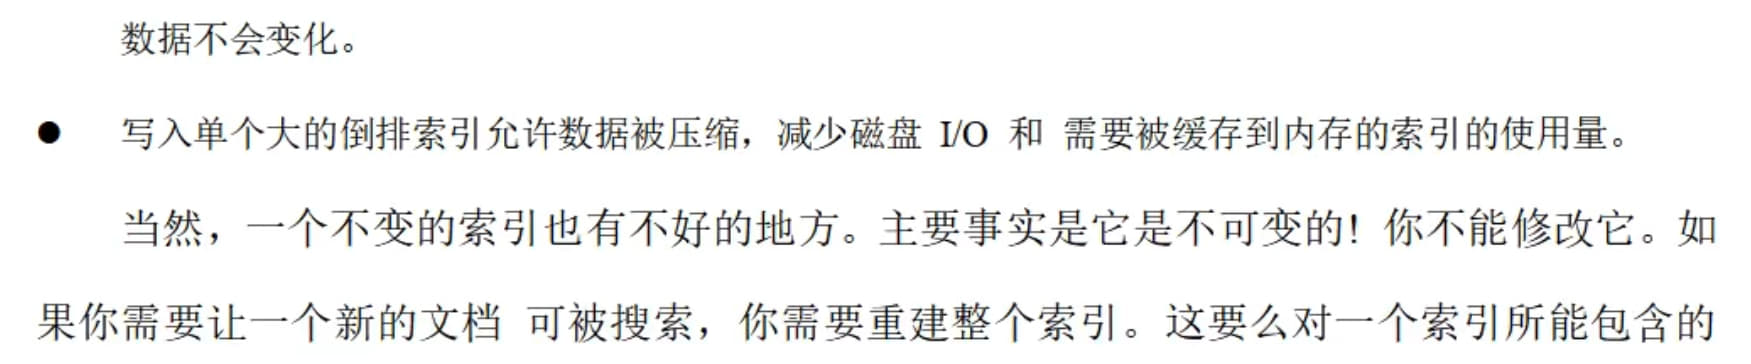 数据不会变化。
● 写入单个大的倒排索引允许数据被压缩，减少磁盘 I/O 和 需要被缓存到内存的索引的使用量。
当然，一个不变的索引也有不好的地方。主要事实是它是不可变的! 你不能修改它。如
果你需要让一个新的文档 可被搜索，你需要重建整个索引。这要么对一个索引所能包含的